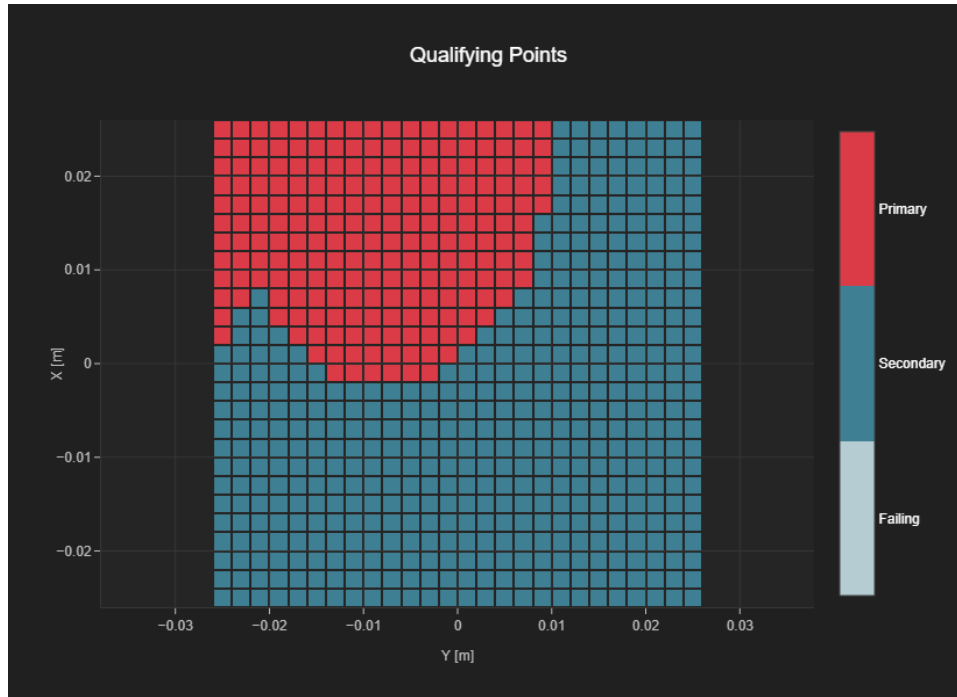 Qualifying Points
X [m]
0.02
0.01
0
−0.01
−0.02
−0.03
−0.02
−0.01
0
0.01
0.02
0.03
Y [m]
Primary
Secondary
Failing